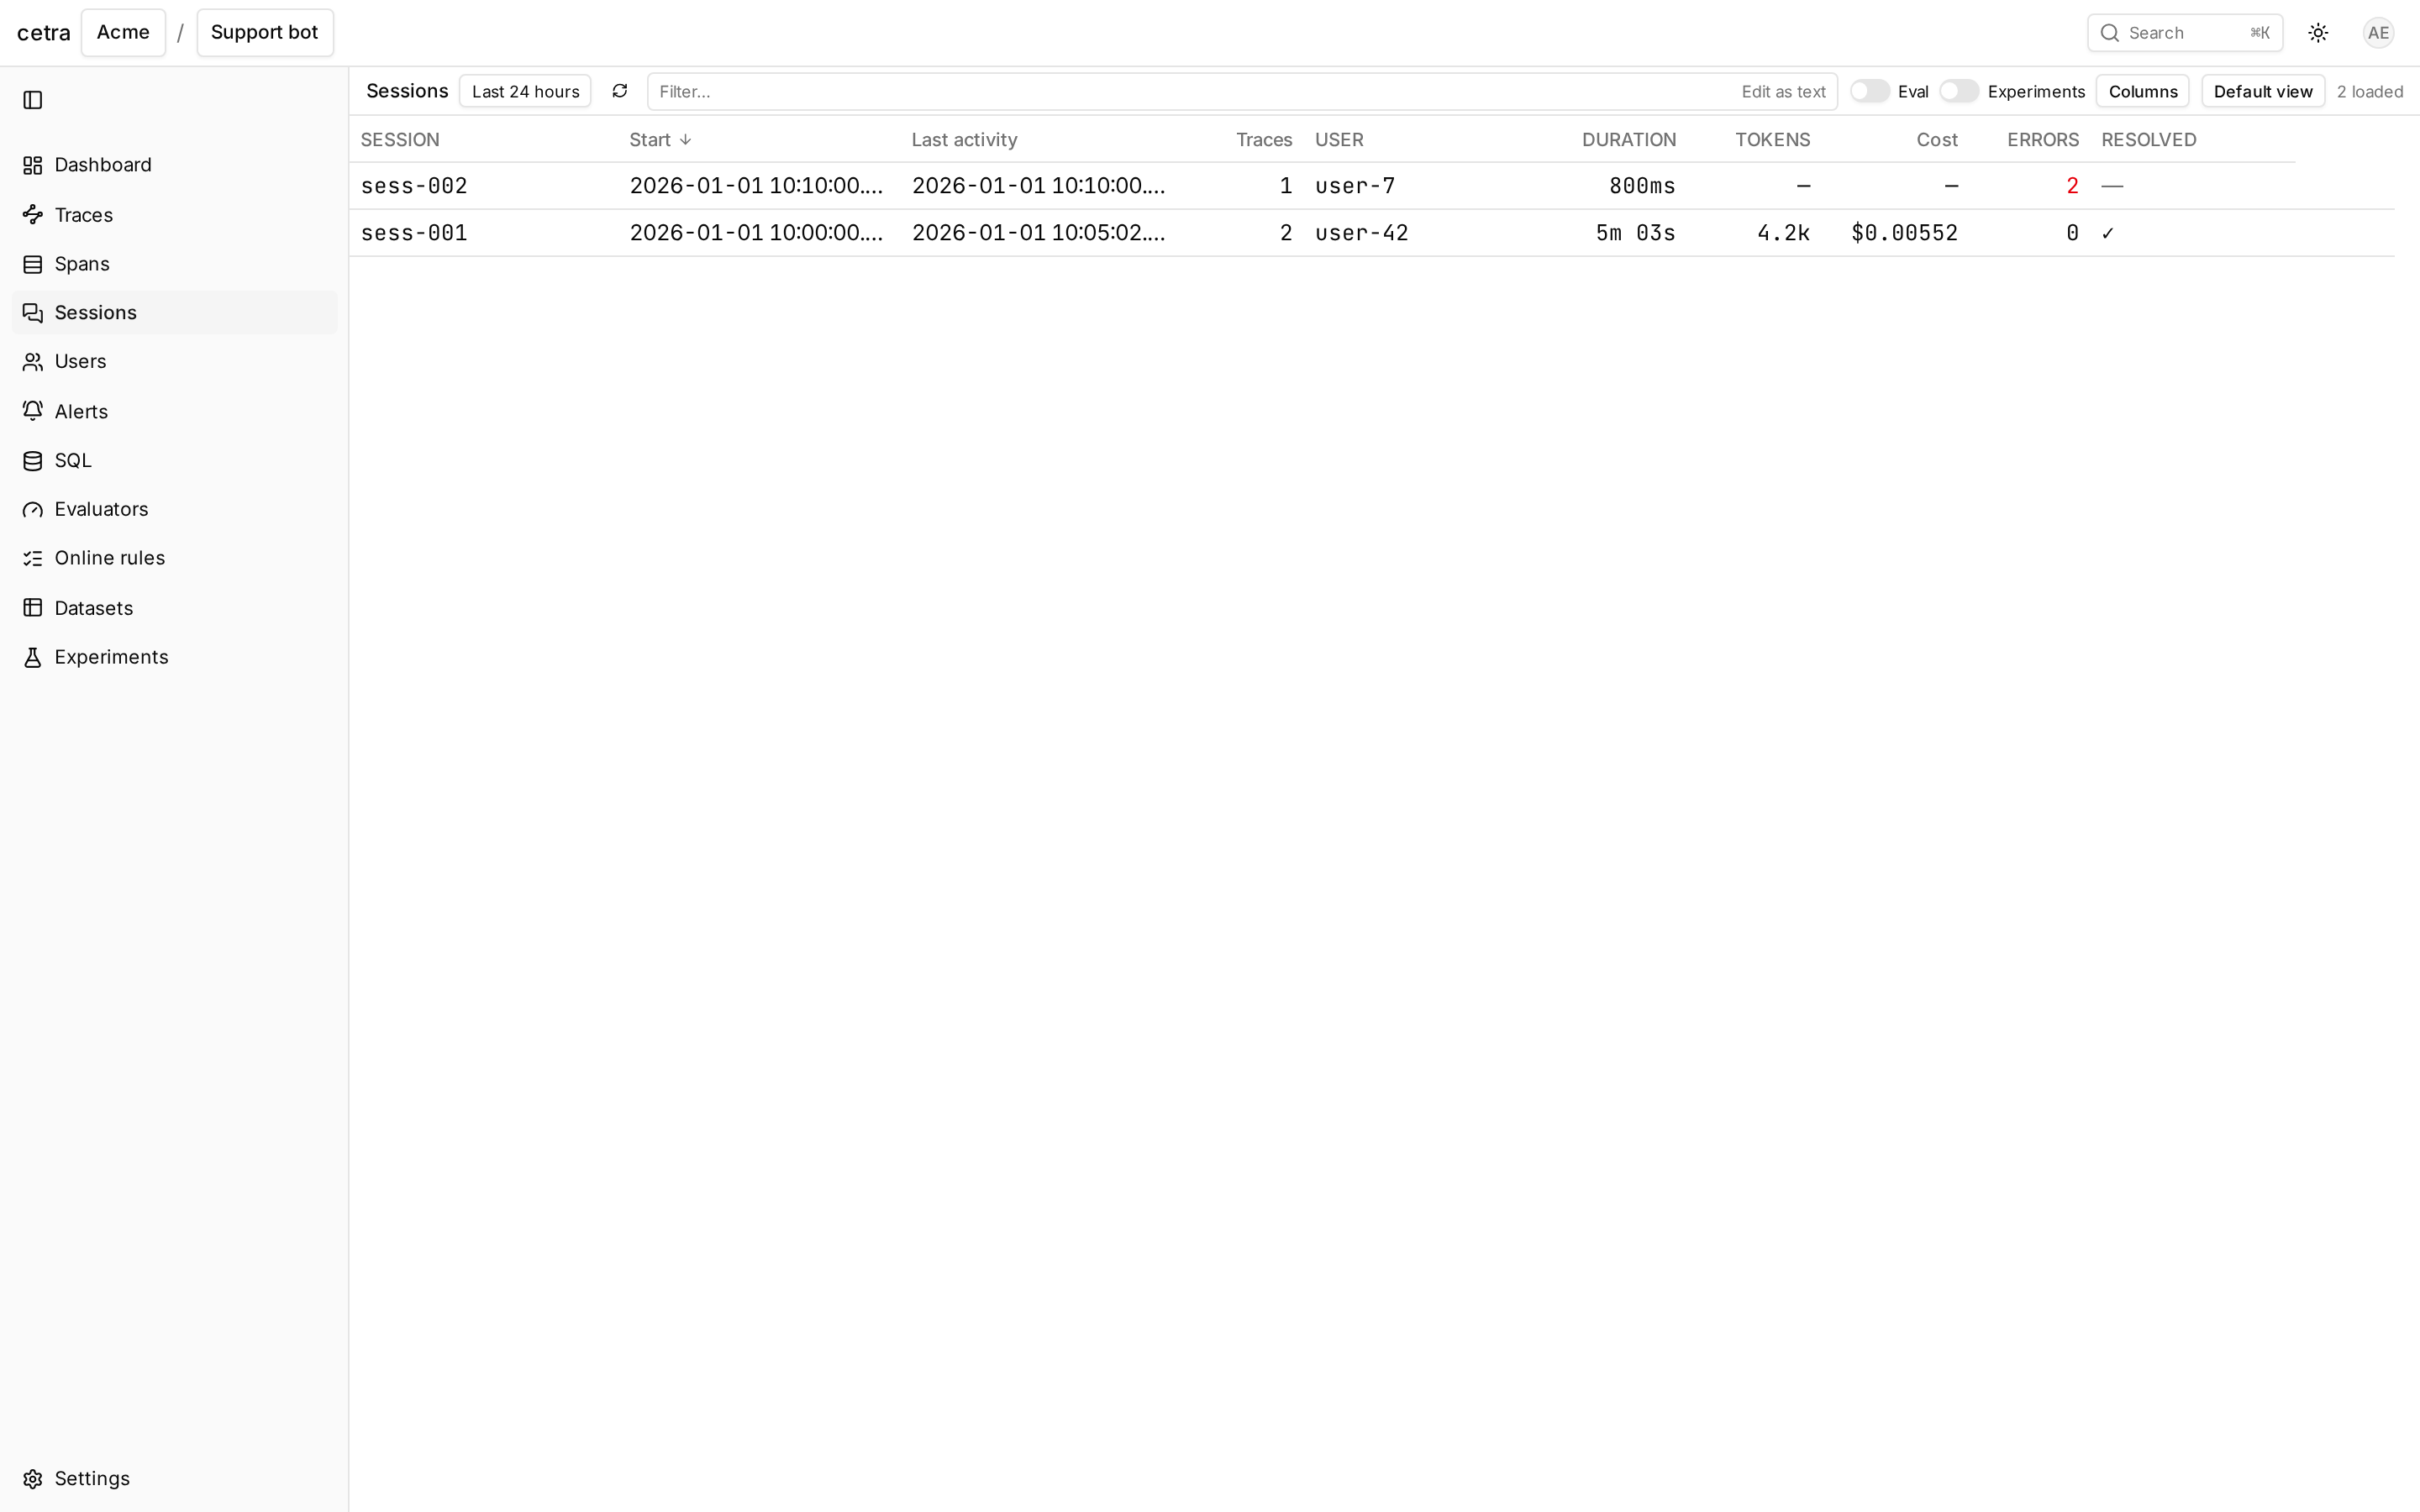 cetra Acme / Support bot Search ⌘K AE
Sessions Last 24 hours Filter... Edit as text Eval Experiments Columns Default view 2 loaded
SESSION Start ↓ Last activity Traces USER DURATION TOKENS Cost ERRORS RESOLVED
sess-002 2026-01-01 10:10:00.... 2026-01-01 10:10:00.... 1 user-7 800ms — — 2 —
sess-001 2026-01-01 10:00:00.... 2026-01-01 10:05:02.... 2 user-42 5m 03s 4.2k $0.00552 0 ✓
Dashboard
Traces
Spans
Sessions
Users
Alerts
SQL
Evaluators
Online rules
Datasets
Experiments
Settings